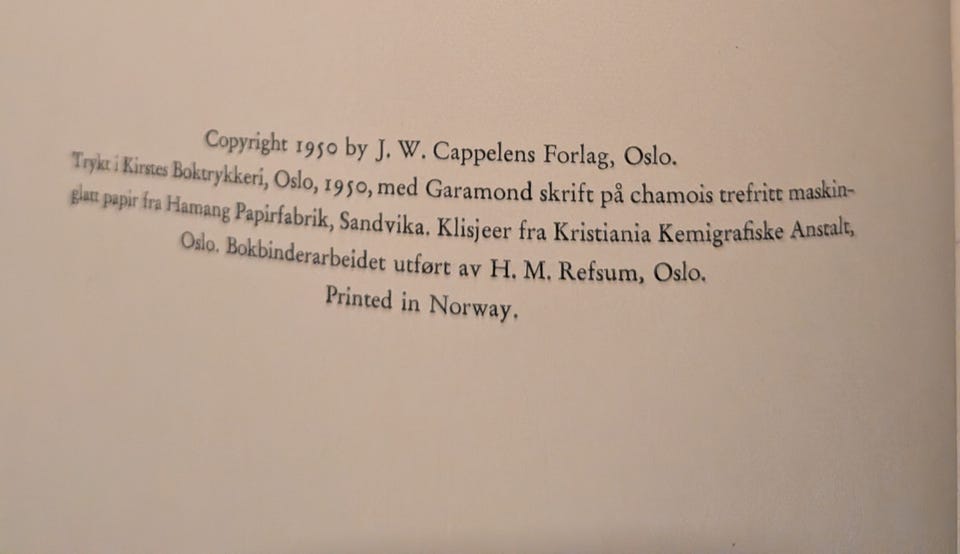 Copyright 1950 by J. W. Cappelens Forlag, Oslo.
Trykt i Kirstes Boktrykkeri, Oslo, 1950, med Garamond skrift på chamois trefritt maskin-
glatt papir fra Hamang Papirfabrik, Sandvika. Klisjeer fra Kristiania Kemigrafiske Anstalt,
Oslo. Bokbinderarbeidet utført av H. M. Refsum, Oslo.
Printed in Norway.